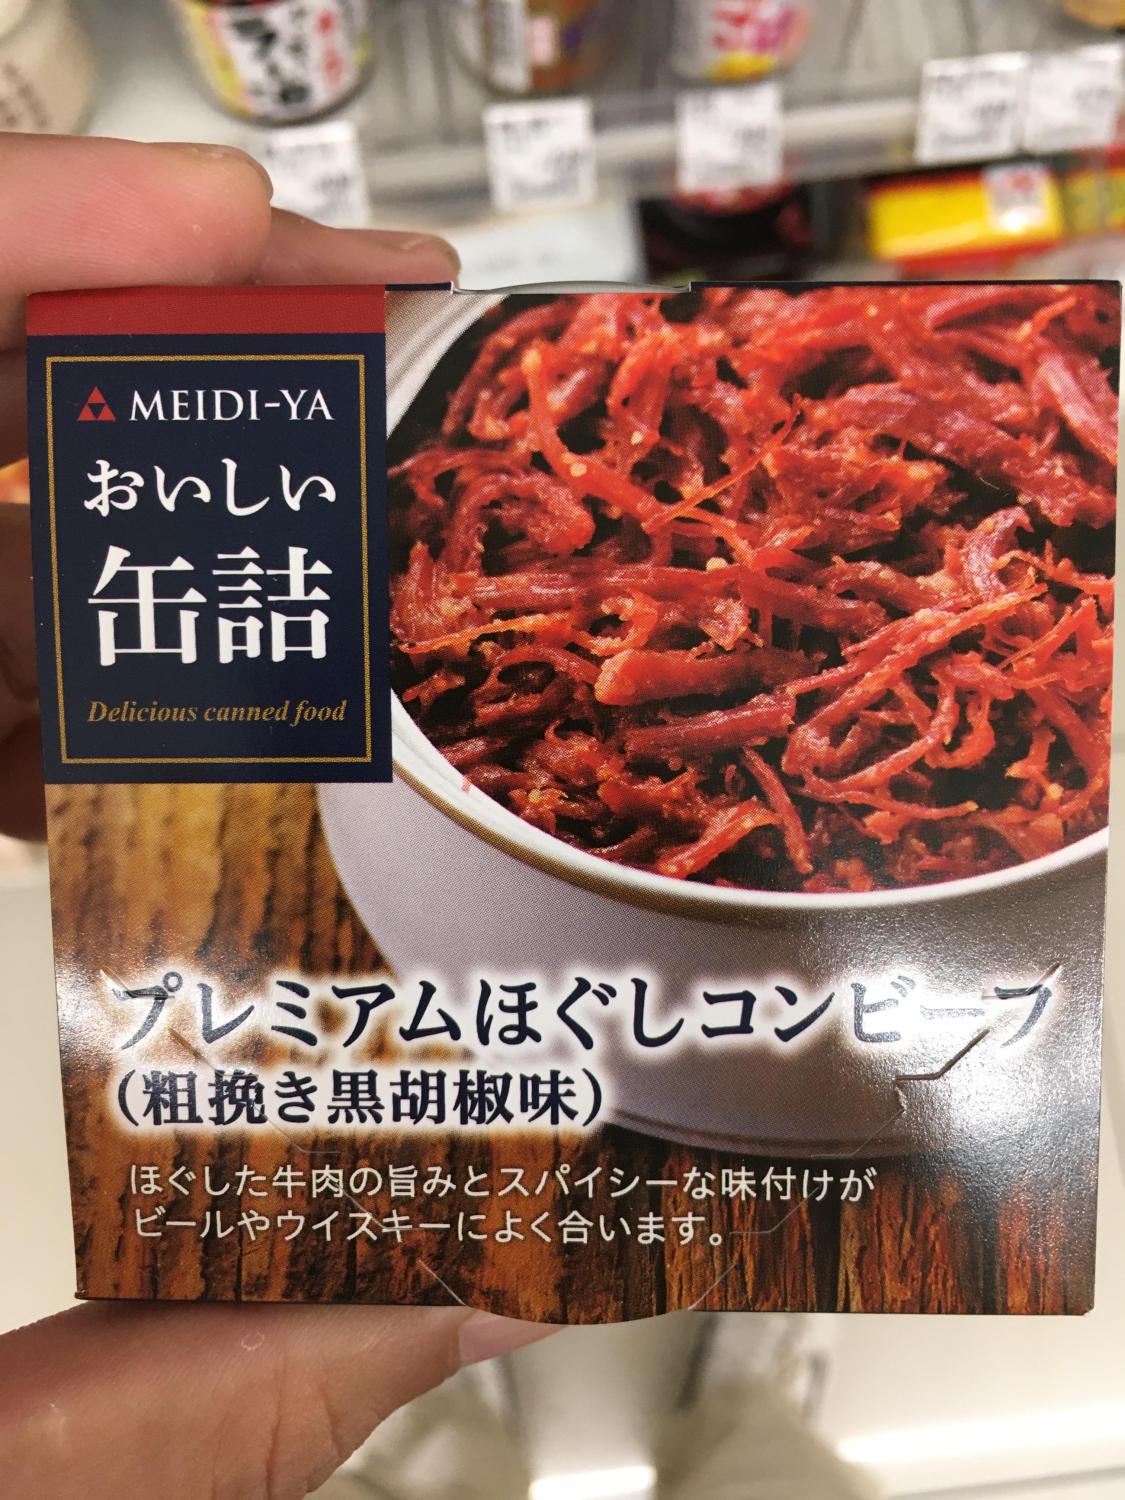 MEIDI-YA
おいしい
缶詰
Delicious canned food
プレミアムほぐしコンビーフ
(粗挽き黒胡椒味)
ほぐした牛肉の旨みとスパイシーな味付けが
ビールやウイスキーによく合います。